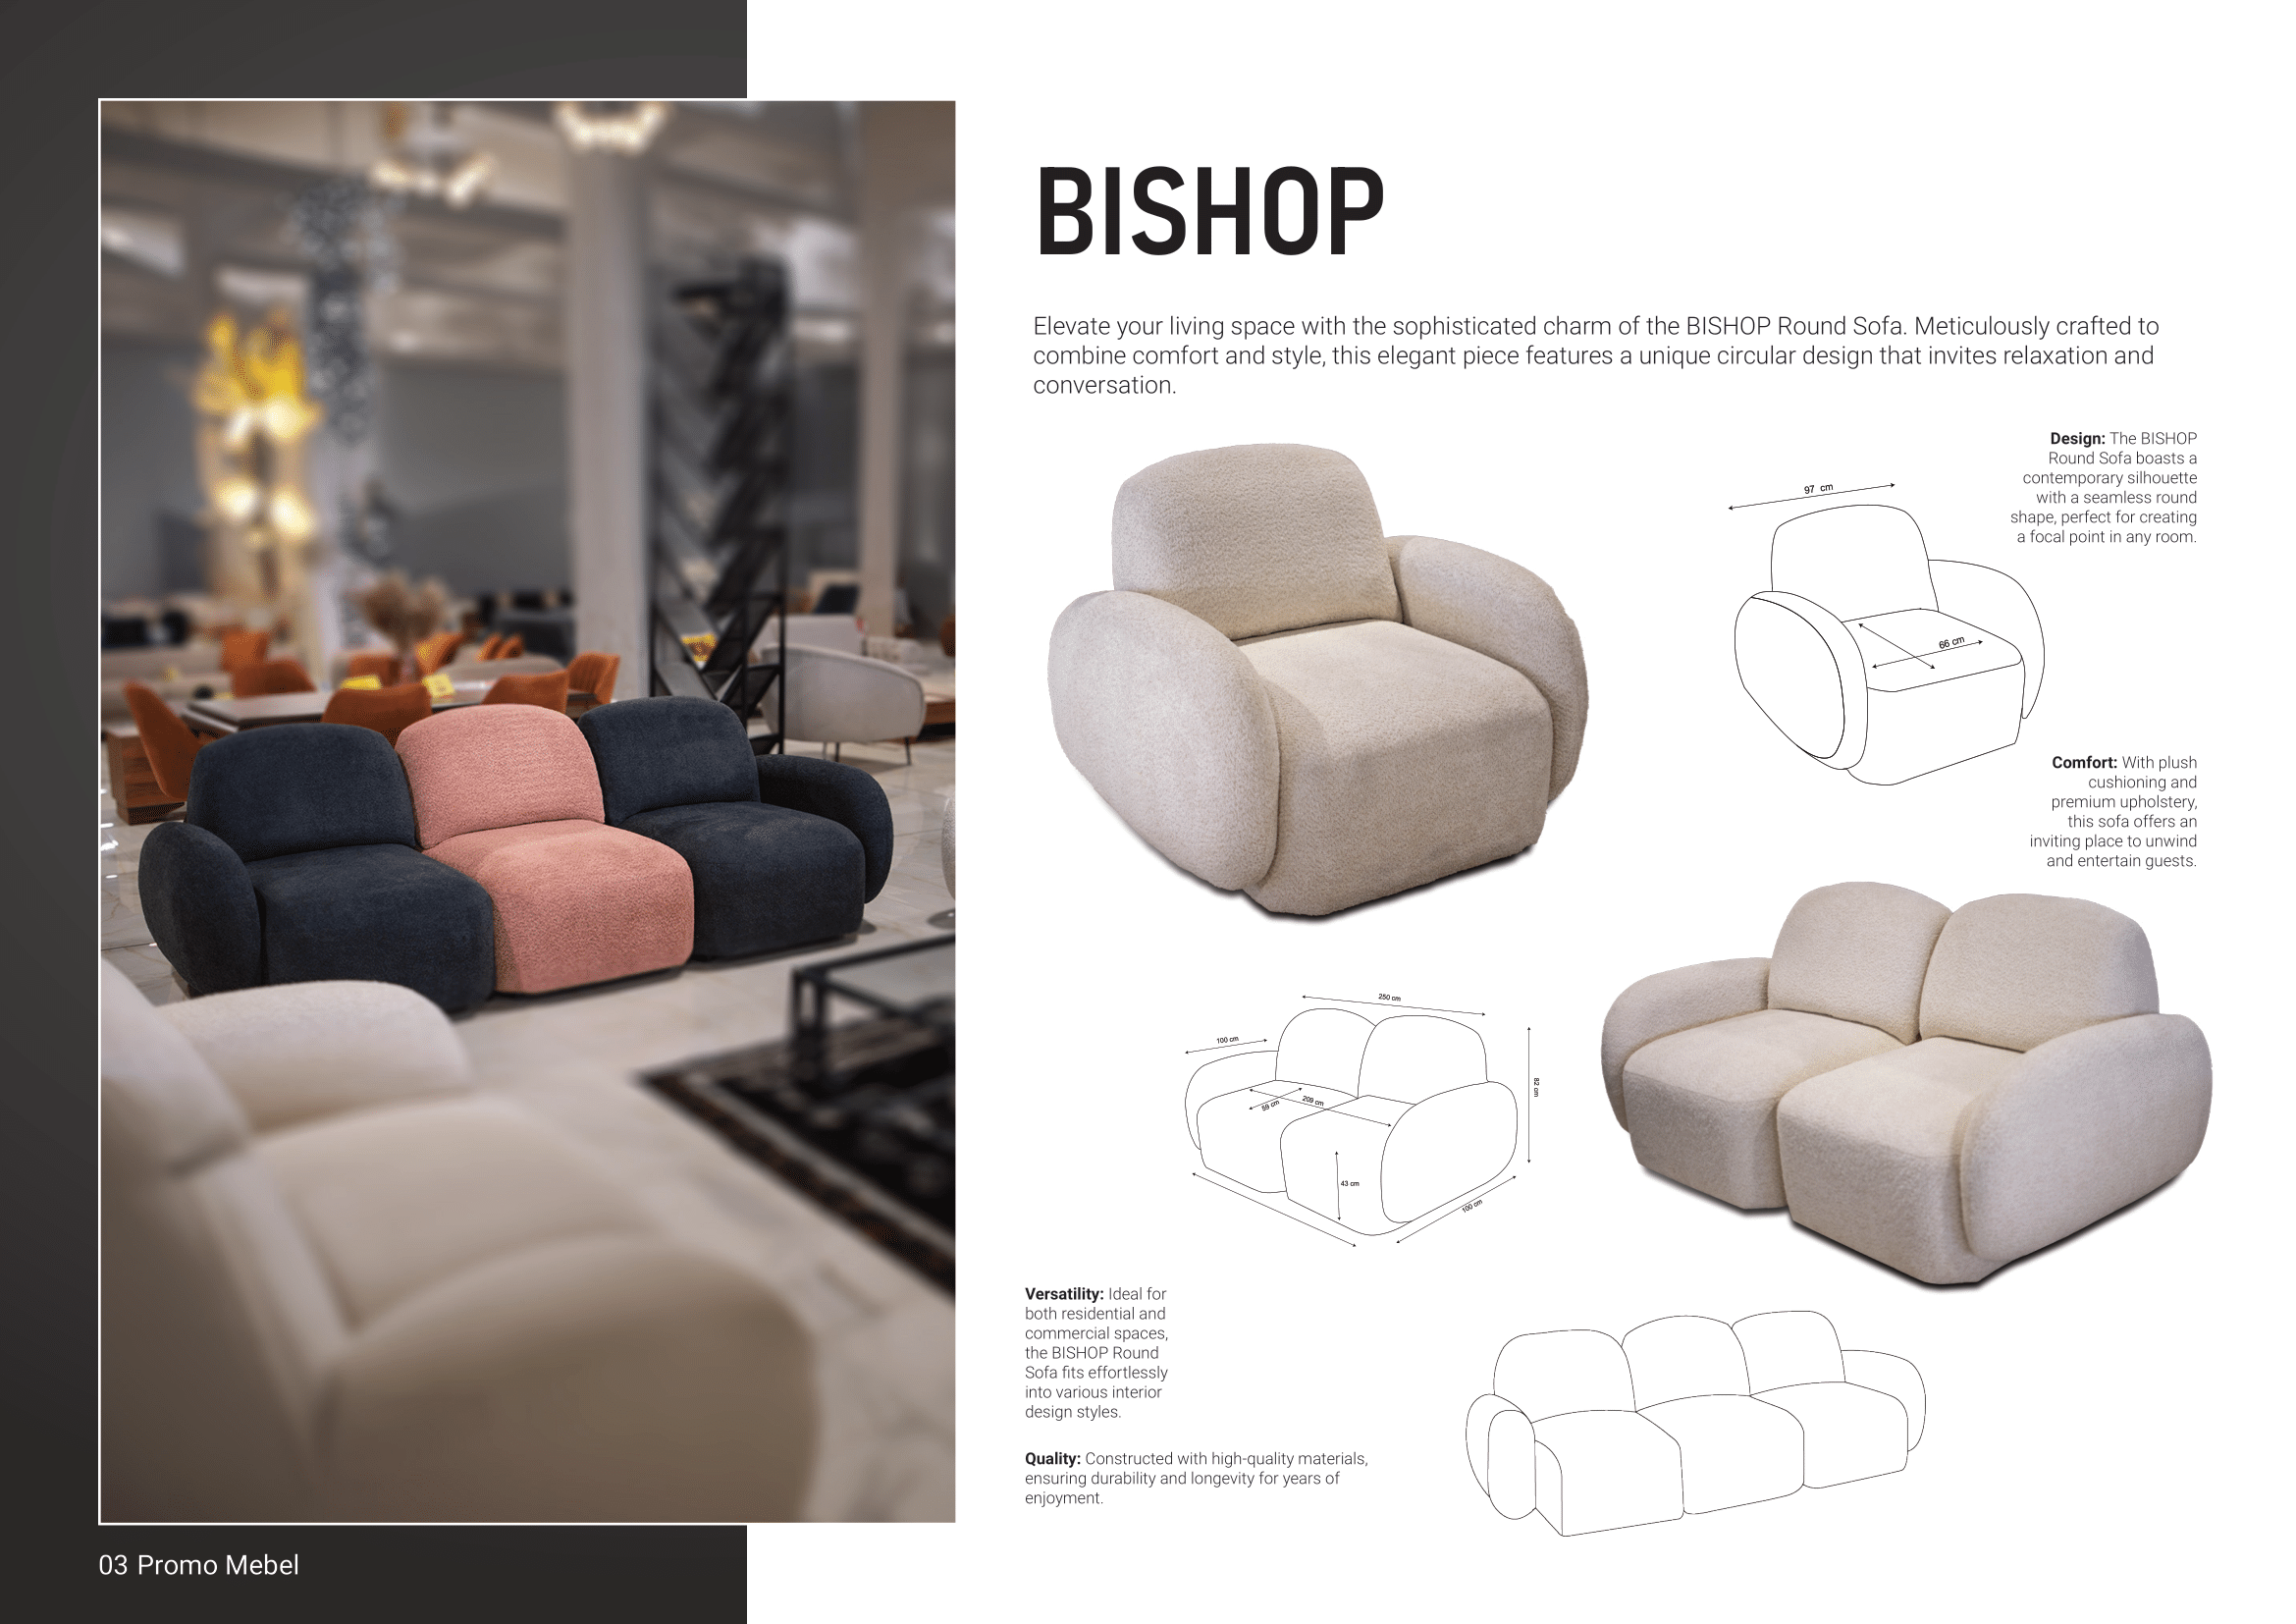 BISHOP
Elevate your living space with the sophisticated charm of the BISHOP Round Sofa. Meticulously crafted to
combine comfort and style, this elegant piece features a unique circular design that invites relaxation and
conversation.
Design: The BISHOP
Round Sofa boasts a
contemporary silhouette
with a seamless round
shape, perfect for creating
a focal point in any room.
97 cm
66 cm
Comfort: With plush
cushioning and
premium upholstery,
this sofa offers an
inviting place to unwind
and entertain guests.
250 cm
100 cm
82 cm
59 cm
209 cm
43 cm
100 cm
Versatility: Ideal for
both residential and
commercial spaces,
the BISHOP Round
Sofa fits effortlessly
into various interior
design styles.
Quality: Constructed with high-quality materials,
ensuring durability and longevity for years of
enjoyment.
03 Promo Mebel